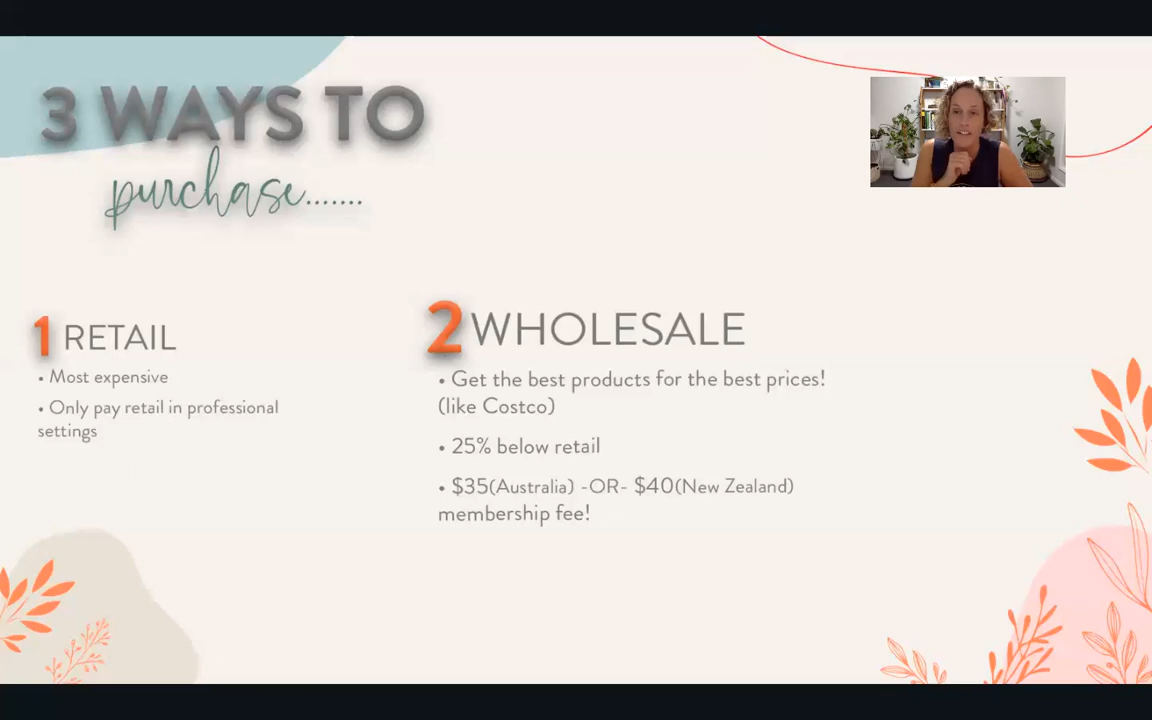 3 WAYS TO
purchase.......
1 RETAIL
• Most expensive
• Only pay retail in professional
settings
2 WHOLESALE
• Get the best products for the best prices!
(like Costco)
• 25% below retail
• $35(Australia) -OR- $40(New Zealand)
membership fee!